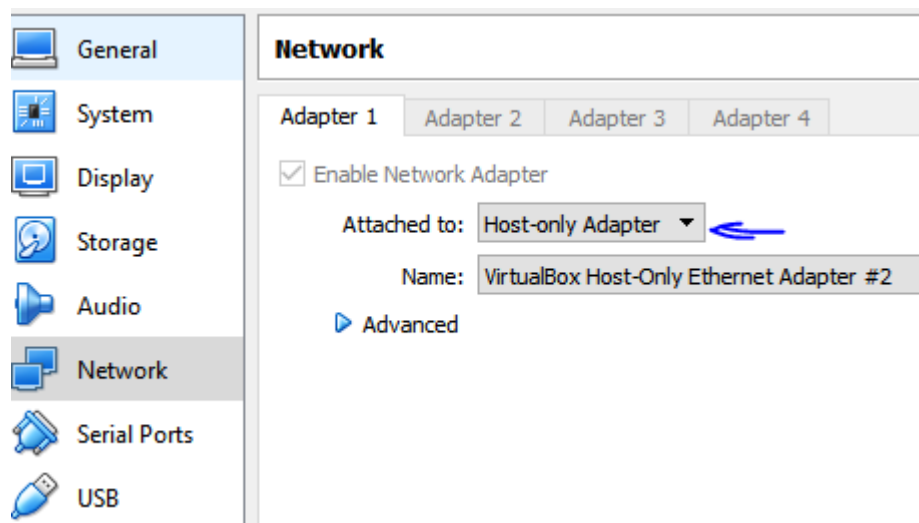 General
System
Display
Storage
Audio
Network
Serial Ports
USB
Network
Adapter 1 Adapter 2 Adapter 3 Adapter 4
Enable Network Adapter
Attached to: Host-only Adapter
Name: VirtualBox Host-Only Ethernet Adapter #2
Advanced